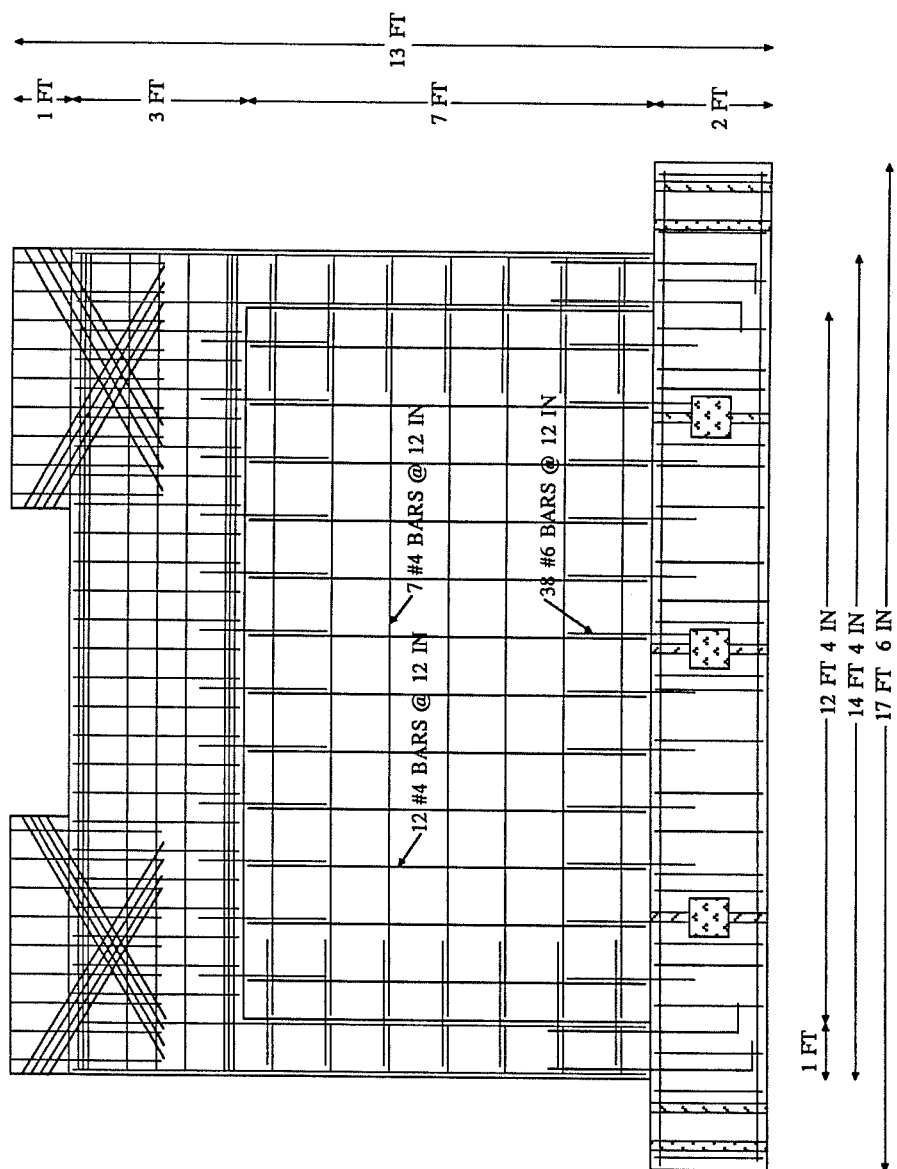 13 FT
1 FT
3 FT
7 FT
2 FT
7 #4 BARS @ 12 IN
38 #6 BARS @ 12 IN
12 #4 BARS @ 12 IN
1 FT
12 FT 4 IN
14 FT 4 IN
17 FT 6 IN